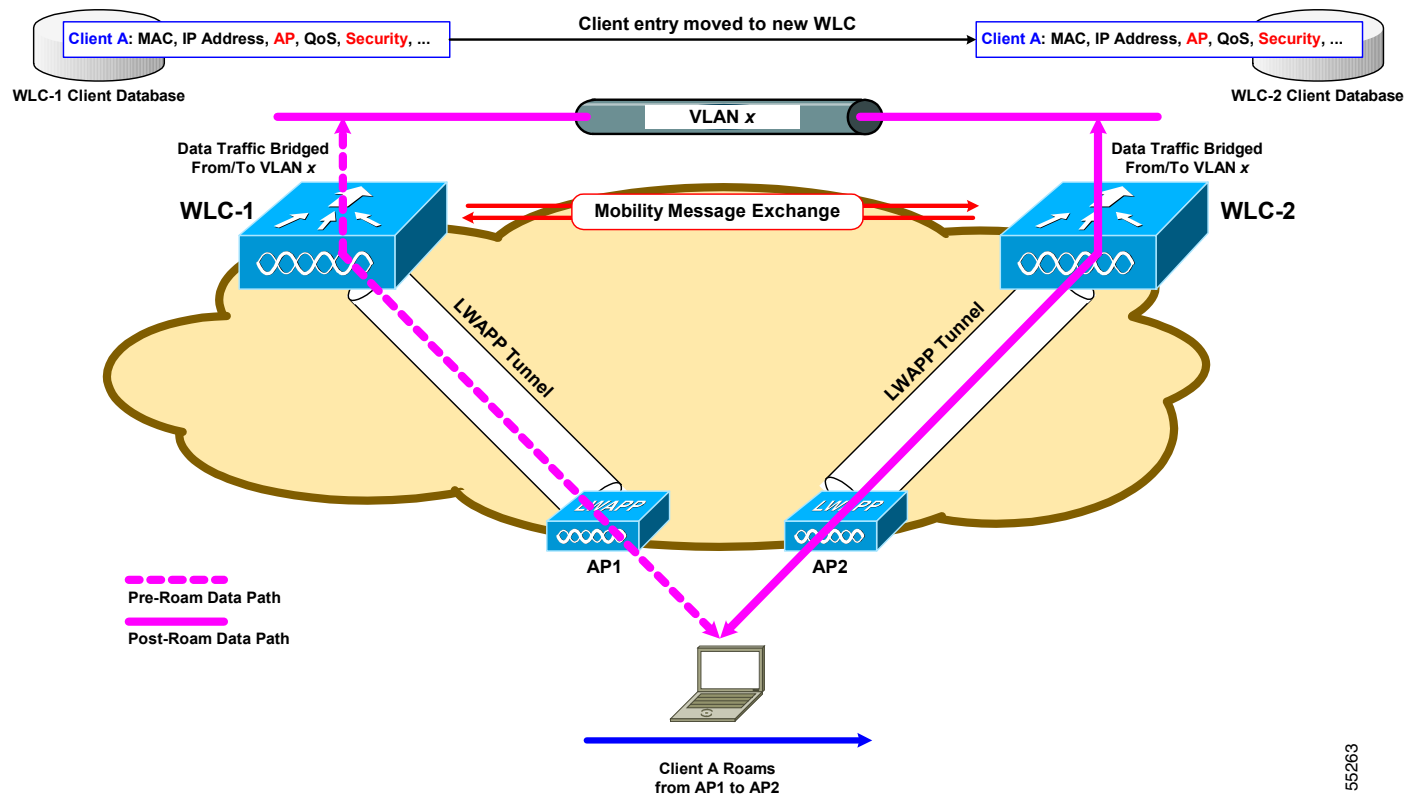 Client entry moved to new WLC
Client A: MAC, IP Address, AP, QoS, Security, ...
Client A: MAC, IP Address, AP, QoS, Security, ...
WLC-1 Client Database
WLC-2 Client Database
VLAN x
Data Traffic Bridged
From/To VLAN x
Data Traffic Bridged
From/To VLAN x
WLC-1
Mobility Message Exchange
WLC-2
LWAPP Tunnel
LWAPP Tunnel
LWAPP
LWAPP
AP1
AP2
Pre-Roam Data Path
Post-Roam Data Path
Client A Roams
from AP1 to AP2
55263